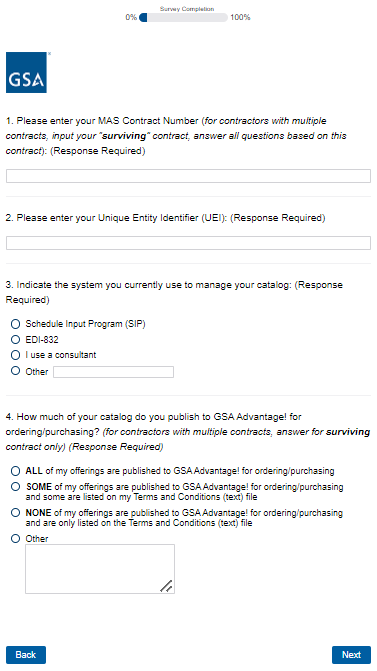 Survey Completion
0% 100%
GSA
1. Please enter your MAS Contract Number (for contractors with multiple
contracts, input your "surviving" contract, answer all questions based on this
contract): (Response Required)
2. Please enter your Unique Entity Identifier (UEI): (Response Required)
3. Indicate the system you currently use to manage your catalog: (Response
Required)
Schedule Input Program (SIP)
EDI-832
I use a consultant
Other
4. How much of your catalog do you publish to GSA Advantage! for
ordering/purchasing? (for contractors with multiple contracts, answer for surviving
contract only) (Response Required)
ALL of my offerings are published to GSA Advantage! for ordering/purchasing
SOME of my offerings are published to GSA Advantage! for ordering/purchasing
and some are listed on my Terms and Conditions (text) file
NONE of my offerings are published to GSA Advantage! for ordering/purchasing
and are only listed on the Terms and Conditions (text) file
Other
Back Next